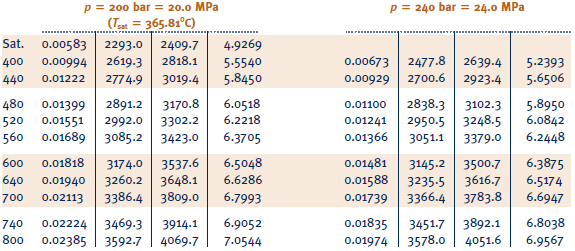 p = 200 bar = 20.0 MPa p = 240 bar = 24.0 MPa
(Tsat = 365.81°C)
Sat. 0.00583 2293.0 2409.7 4.9269
400 0.00994 2619.3 2818.1 5.5540 0.00673 2477.8 2639.4 5.2393
440 0.01222 2774.9 3019.4 5.8450 0.00929 2700.6 2923.4 5.6506
480 0.01399 2891.2 3170.8 6.0518 0.01100 2838.3 3102.3 5.8950
520 0.01551 2992.0 3302.2 6.2218 0.01241 2950.5 3248.5 6.0842
560 0.01689 3085.2 3423.0 6.3705 0.01366 3051.1 3379.0 6.2448
600 0.01818 3174.0 3537.6 6.5048 0.01481 3145.2 3500.7 6.3875
640 0.01940 3260.2 3648.1 6.6286 0.01588 3235.5 3616.7 6.5174
700 0.02113 3386.4 3809.0 6.7993 0.01739 3366.4 3783.8 6.6947
740 0.02224 3469.3 3914.1 6.9052 0.01835 3451.7 3892.1 6.8038
800 0.02385 3592.7 4069.7 7.0544 0.01974 3578.0 4051.6 6.9567